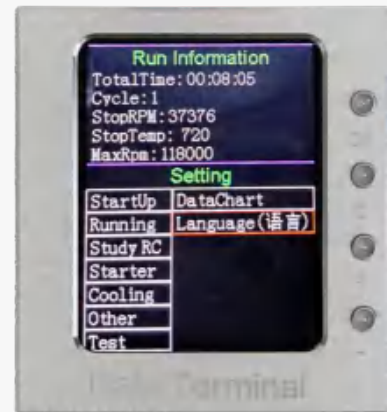 Run Information
TotalTime:00:08:05
Cycle:1
StopRPM:37376
StopTemp: 720
MaxRpm:118000
Setting
StartUp DataChart
Running Language(语言)
Study RC
Starter
Cooling
Other
Test
Terminal